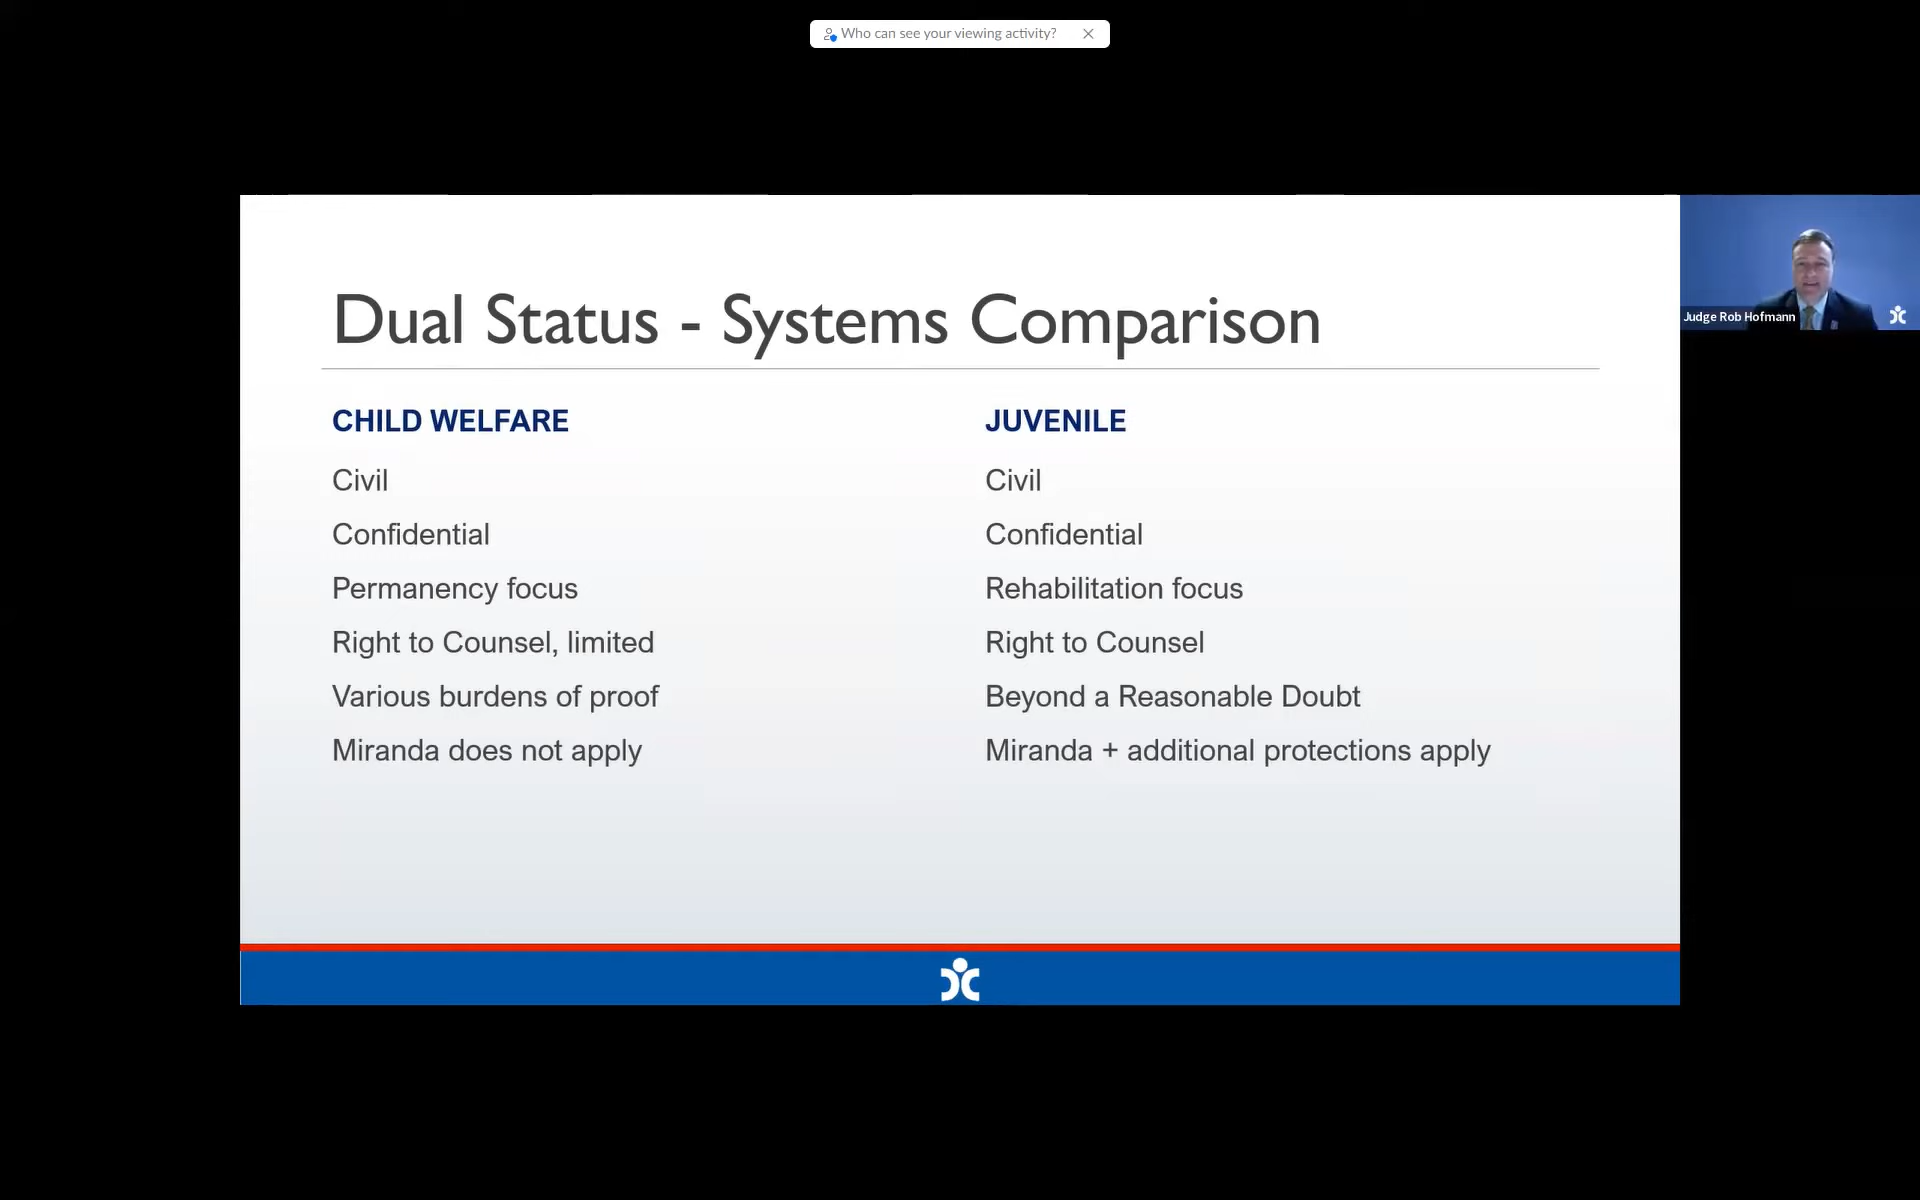 Who can see your viewing activity?
Dual Status - Systems Comparison
Judge Rob Hofmann
CHILD WELFARE
Civil
Confidential
Permanency focus
Right to Counsel, limited
Various burdens of proof
Miranda does not apply
JUVENILE
Civil
Confidential
Rehabilitation focus
Right to Counsel
Beyond a Reasonable Doubt
Miranda + additional protections apply